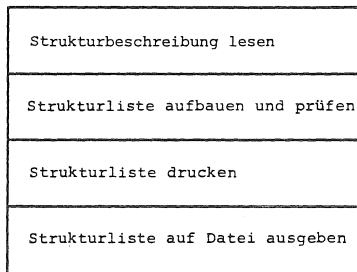 Strukturbeschreibung lesen
Strukturliste aufbauen und prüfen
Strukturliste drucken
Strukturliste auf Datei ausgeben